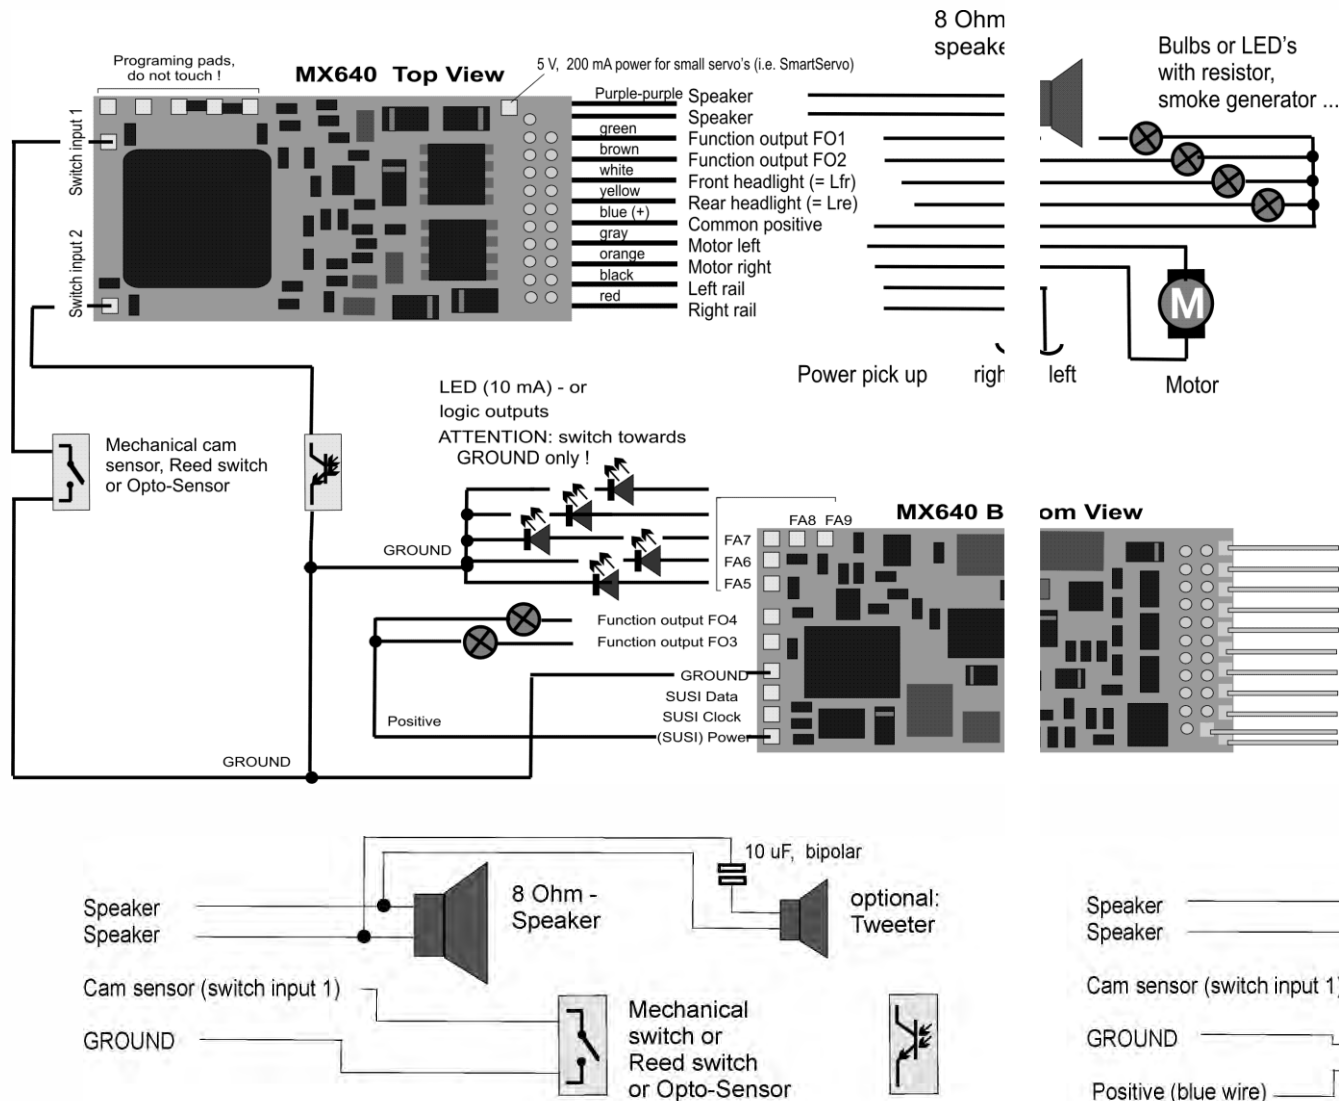 8 Ohm
speake
Bulbs or LED's
with resistor,
smoke generator ...
Programing pads,
do not touch !
MX640 Top View
5 V, 200 mA power for small servo's (i.e. SmartServo)
Switch input 1
Switch input 2
Purple-purple Speaker
Speaker
green Function output FO1
brown Function output FO2
white Front headlight (= Lfr)
yellow Rear headlight (= Lre)
blue (+) Common positive
gray Motor left
orange Motor right
black Left rail
red Right rail
M
Power pick up righ left
Motor
LED (10 mA) - or
logic outputs
ATTENTION: switch towards
GROUND only !
Mechanical cam
sensor, Reed switch
or Opto-Sensor
MX640 B om View
FA8 FA9
FA7
FA6
FA5
GROUND
Function output FO4
Function output FO3
GROUND
SUSI Data
SUSI Clock
(SUSI) Power
Positive
GROUND
10 uF, bipolar
8 Ohm -
Speaker
optional:
Tweeter
Speaker
Speaker
Cam sensor (switch input 1)
GROUND
Mechanical
switch or
Reed switch
or Opto-Sensor
Speaker
Speaker
Cam sensor (switch input 1)
GROUND
Positive (blue wire)